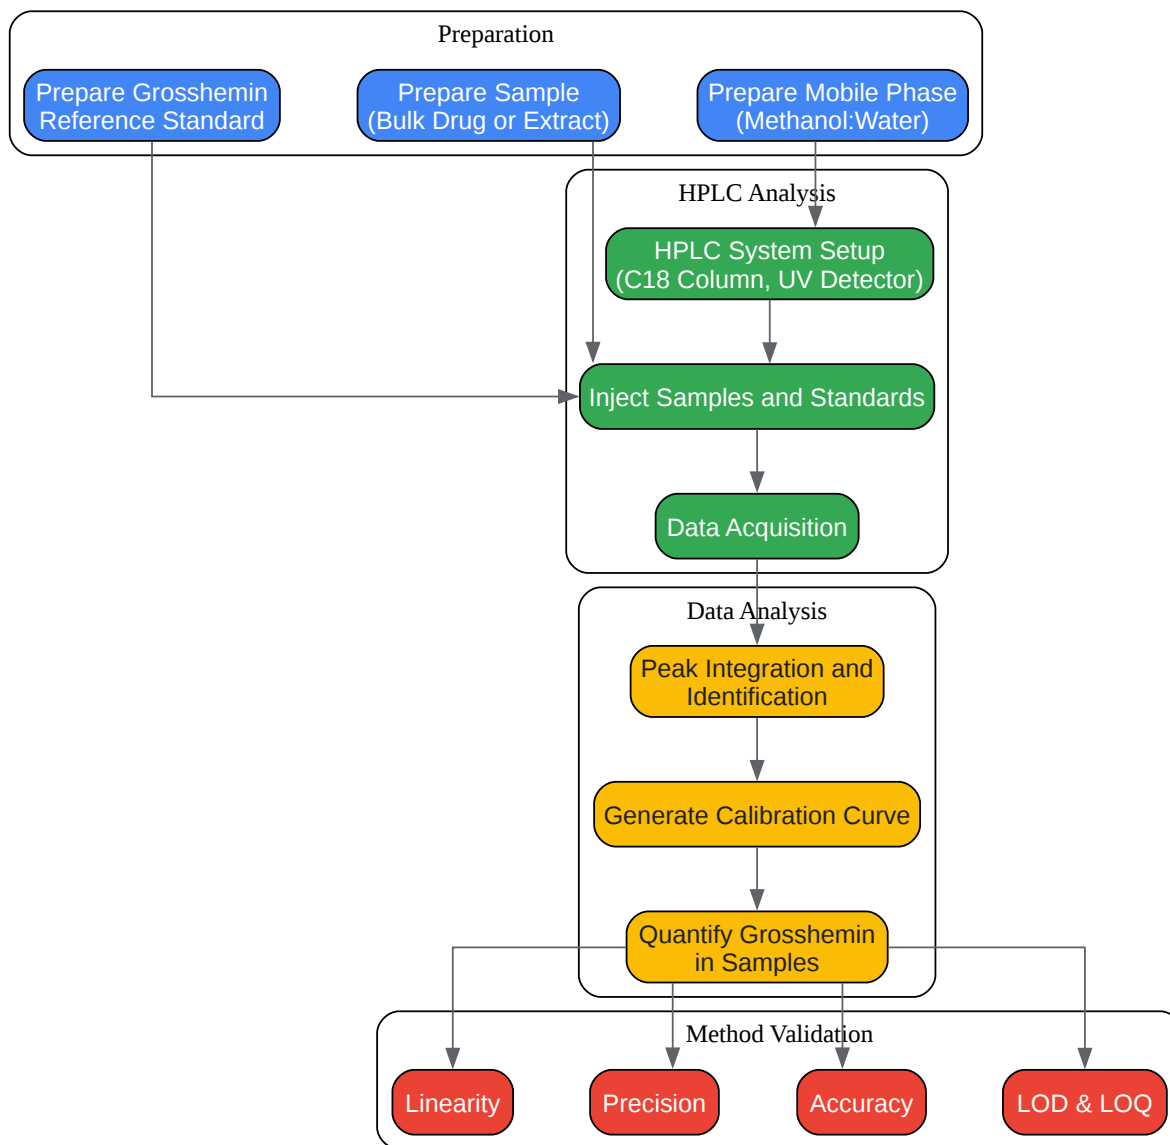 Preparation
Prepare Grosshemin
Reference Standard
Prepare Sample
(Bulk Drug or Extract)
Prepare Mobile Phase
(Methanol:Water)
HPLC Analysis
HPLC System Setup
(C18 Column, UV Detector)
Inject Samples and Standards
Data Acquisition
Data Analysis
Peak Integration and
Identification
Generate Calibration Curve
Quantify Grosshemin
in Samples
Method Validation
Linearity
Precision
Accuracy
LOD & LOQ